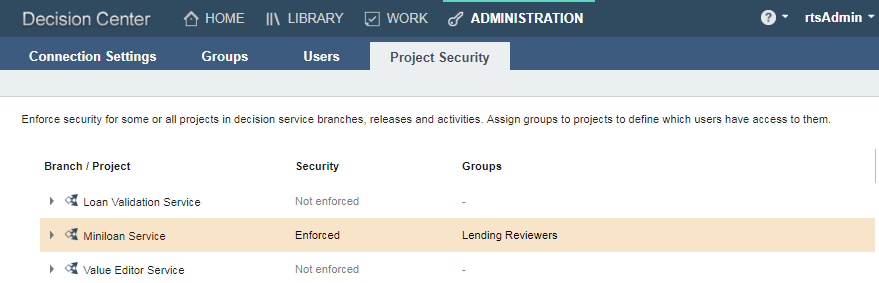 Decision Center HOME LIBRARY WORK ADMINISTRATION ? rtsAdmin
Connection Settings Groups Users Project Security
Enforce security for some or all projects in decision service branches, releases and activities. Assign groups to projects to define which users have access to them.
Branch / Project Security Groups
Loan Validation Service Not enforced -
Miniloan Service Enforced Lending Reviewers
Value Editor Service Not enforced -